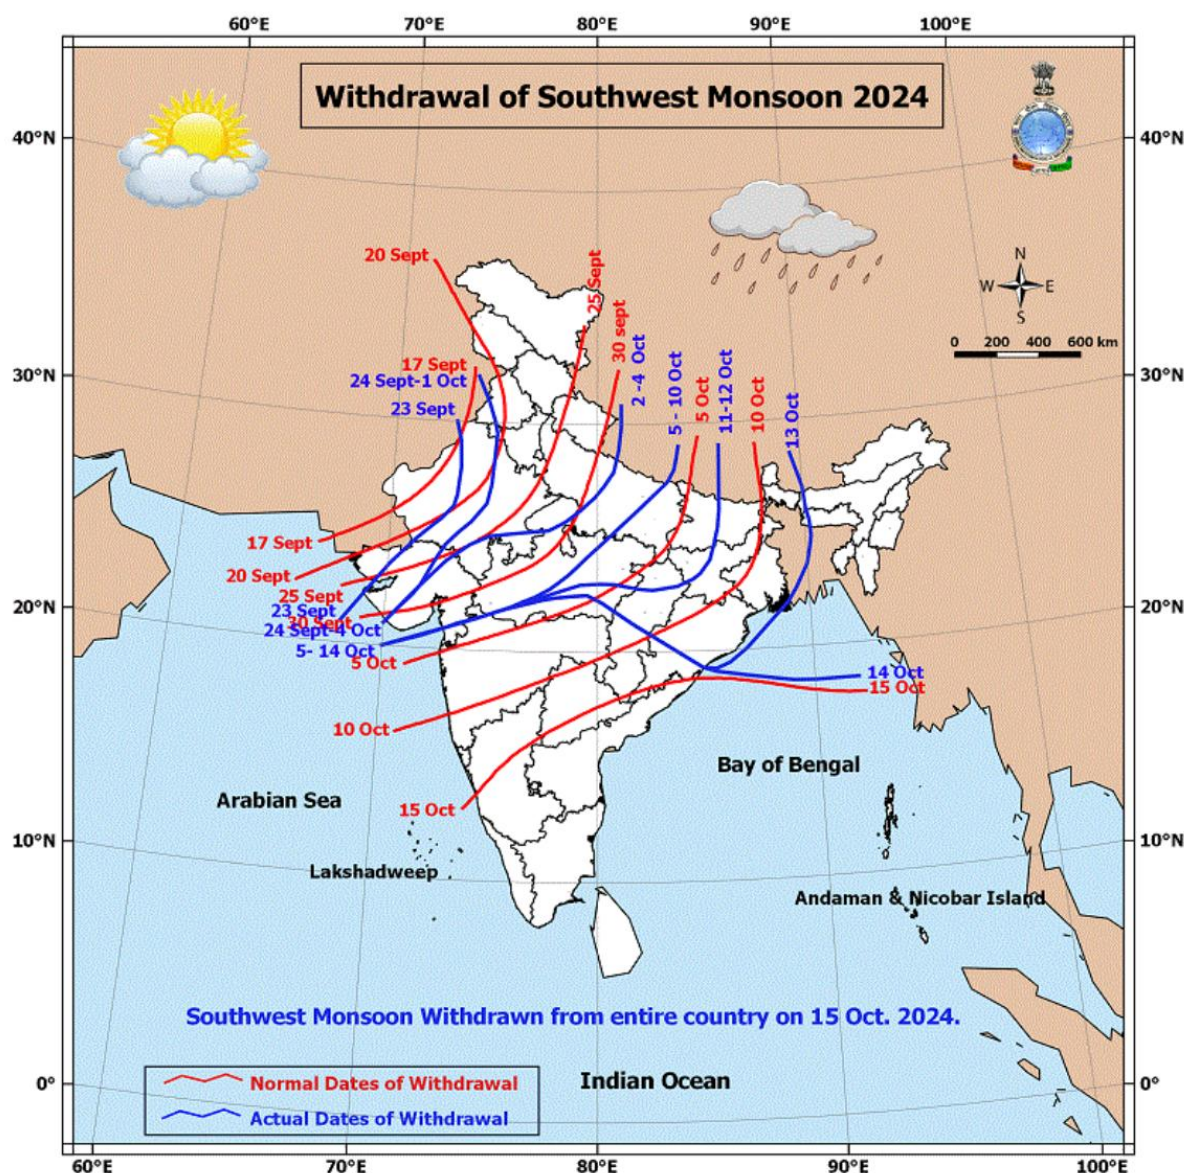 60°E 70°E 80°E 90°E 100°E
Withdrawal of Southwest Monsoon 2024
40°N 40°N
20 Sept
25 Sept
N
W E
S
30 sept
2 -4 Oct
0 200 400 600 km
17 Sept
30°N 30°N
24 Sept-1 Oct
5 - 10 Oct
5 Oct
11-12 Oct
10 Oct
13 Oct
23 Sept
17 Sept
20 Sept
25 Sept
23 Sept
20°N 20°N
30 Sept
24 Sept-4 Oct
5- 14 Oct
5 Oct
14 Oct
15 Oct
10 Oct
Bay of Bengal
Arabian Sea
15 Oct
10°N 10°N
Lakshadweep
Andaman & Nicobar Island
Southwest Monsoon Withdrawn from entire country on 15 Oct. 2024.
Normal Dates of Withdrawal
Indian Ocean
0° 0°
Actual Dates of Withdrawal
60°E 70°E 80°E 90°E 100°E